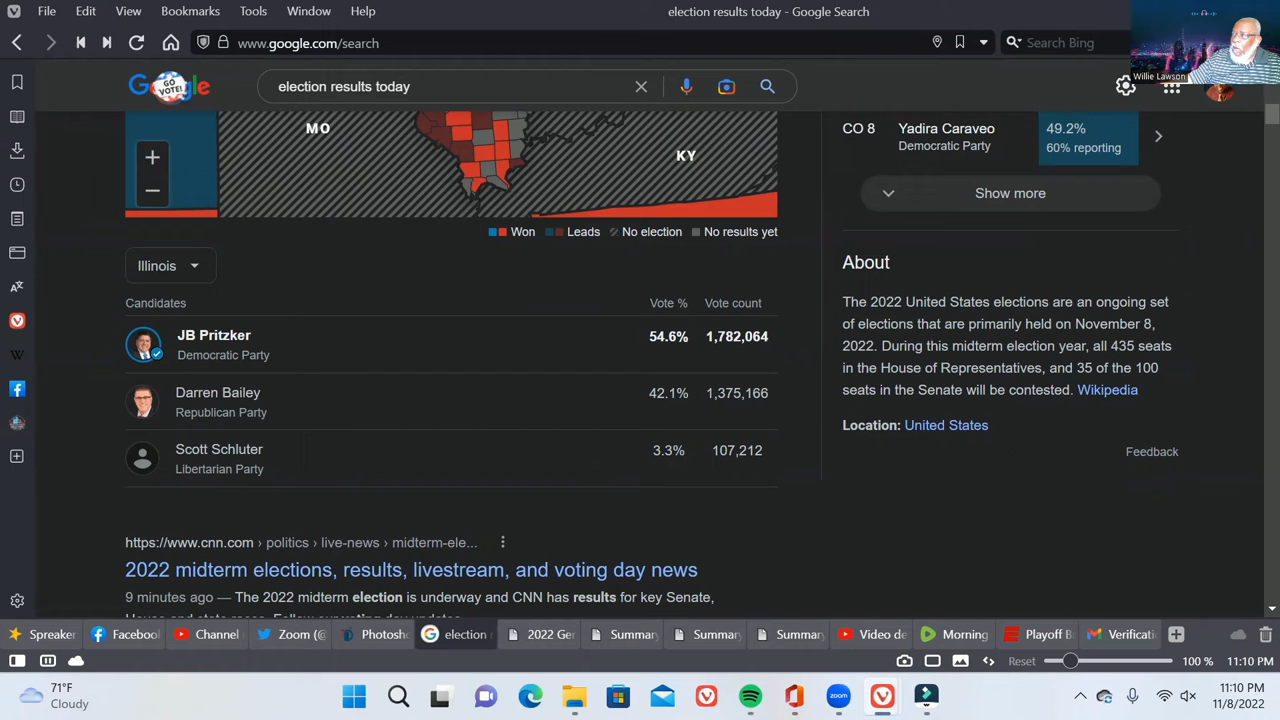 File Edit View Bookmarks Tools Window Help
election results today - Google Search
www.google.com/search
Search Bing
Willie Lawson
Google
GO VOTE!
election results today
MO
KY
Won Leads No election No results yet
CO 8 Yadira Caraveo 49.2%
Democratic Party 60% reporting
Show more
Illinois
Candidates Vote % Vote count
JB Pritzker 54.6% 1,782,064
Democratic Party
Darren Bailey 42.1% 1,375,166
Republican Party
Scott Schluter 3.3% 107,212
Libertarian Party
About
The 2022 United States elections are an ongoing set
of elections that are primarily held on November 8,
2022. During this midterm election year, all 435 seats
in the House of Representatives, and 35 of the 100
seats in the Senate will be contested. Wikipedia
Location: United States
Feedback
https://www.cnn.com › politics › live-news › midterm-ele...
2022 midterm elections, results, livestream, and voting day news
9 minutes ago — The 2022 midterm election is underway and CNN has results for key Senate,
Spreaker Facebook Channel Twitter Zoom (@ Photosho election 2022 Ger Summary Summary Summary Video de Morning Playoff B Verificati
Reset 100 % 11:10 PM
71°F
Cloudy
zoom
11:10 PM
11/8/2022